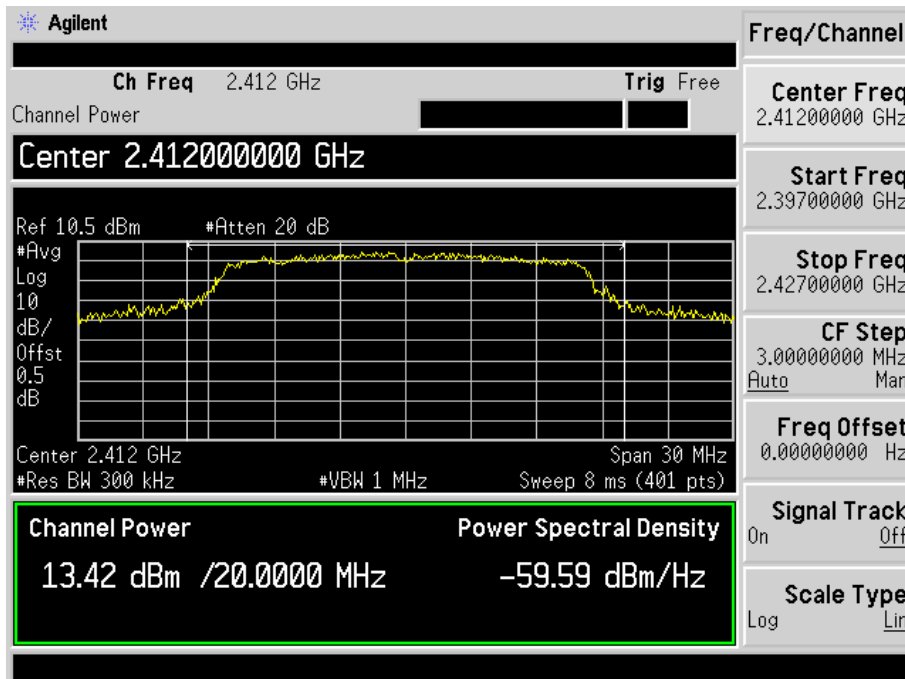 Agilent
Freq/Channel
Ch Freq 2.412 GHz Trig Free
Channel Power
Center 2.412000000 GHz
Ref 10.5 dBm #Atten 20 dB
#Avg
Log
10
dB/
Offst
0.5
dB
Center 2.412 GHz Span 30 MHz
#Res BW 300 kHz #VBW 1 MHz Sweep 8 ms (401 pts)
Channel Power Power Spectral Density
13.42 dBm /20.0000 MHz -59.59 dBm/Hz
Center Freq
2.41200000 GHz
Start Freq
2.39700000 GHz
Stop Freq
2.42700000 GHz
CF Step
3.00000000 MHz
Auto Man
Freq Offset
0.00000000 Hz
Signal Track
On Off
Scale Type
Log Lin